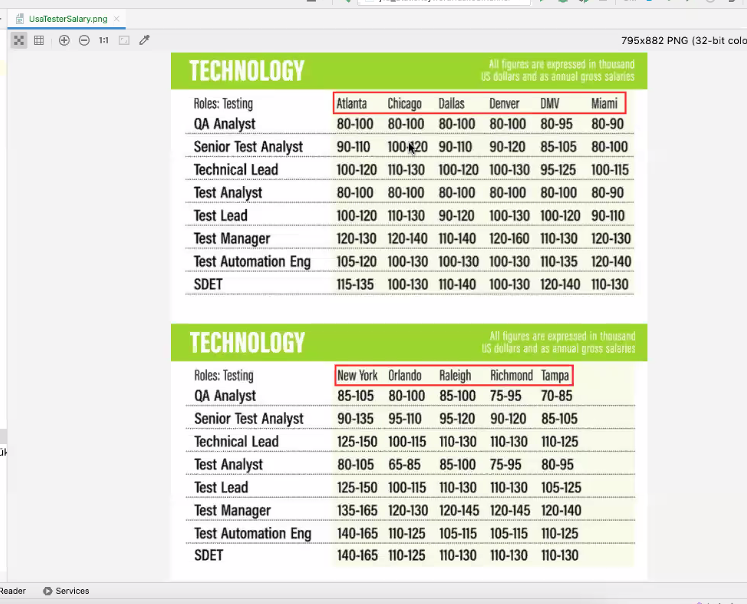 UsaTesterSalary.png
1:1
795x882 PNG (32-bit colo
TECHNOLOGY
All figures are expressed in thousand
US dollars and as annual gross salaries
Roles: Testing Atlanta Chicago Dallas Denver DMV Miami
QA Analyst 80-100 80-100 80-100 80-100 80-95 80-90
Senior Test Analyst 90-110 100-120 90-110 90-120 85-105 80-100
Technical Lead 100-120 110-130 100-120 100-130 95-125 100-115
Test Analyst 80-100 80-100 80-100 80-100 80-100 80-90
Test Lead 100-120 110-130 90-120 100-130 100-120 90-110
Test Manager 120-130 120-140 110-140 120-160 110-130 120-130
Test Automation Eng 105-120 100-130 100-130 100-130 110-135 120-140
SDET 115-135 100-130 110-140 100-130 120-140 110-130
TECHNOLOGY
All figures are expressed in thousand
US dollars and as annual gross salaries
Roles: Testing New York Orlando Raleigh Richmond Tampa
QA Analyst 85-105 80-100 85-100 75-95 70-85
Senior Test Analyst 90-135 95-110 95-120 90-120 85-105
Technical Lead 125-150 100-115 110-130 110-130 110-125
Test Analyst 80-105 65-85 85-100 75-95 80-95
Test Lead 125-150 100-115 110-130 110-130 105-125
Test Manager 135-165 120-130 120-145 120-145 120-140
Test Automation Eng 140-165 110-125 105-115 105-115 110-125
SDET 140-165 110-125 110-130 110-130 110-130
Reader Services